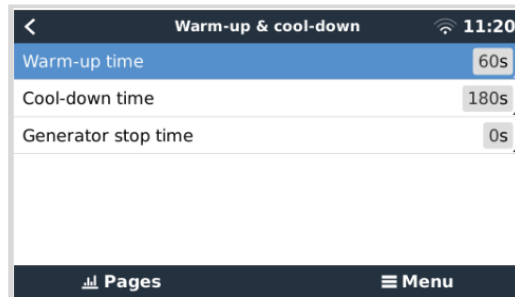 Warm-up & cool-down 11:20
Warm-up time 60s
Cool-down time 180s
Generator stop time 0s
Pages Menu